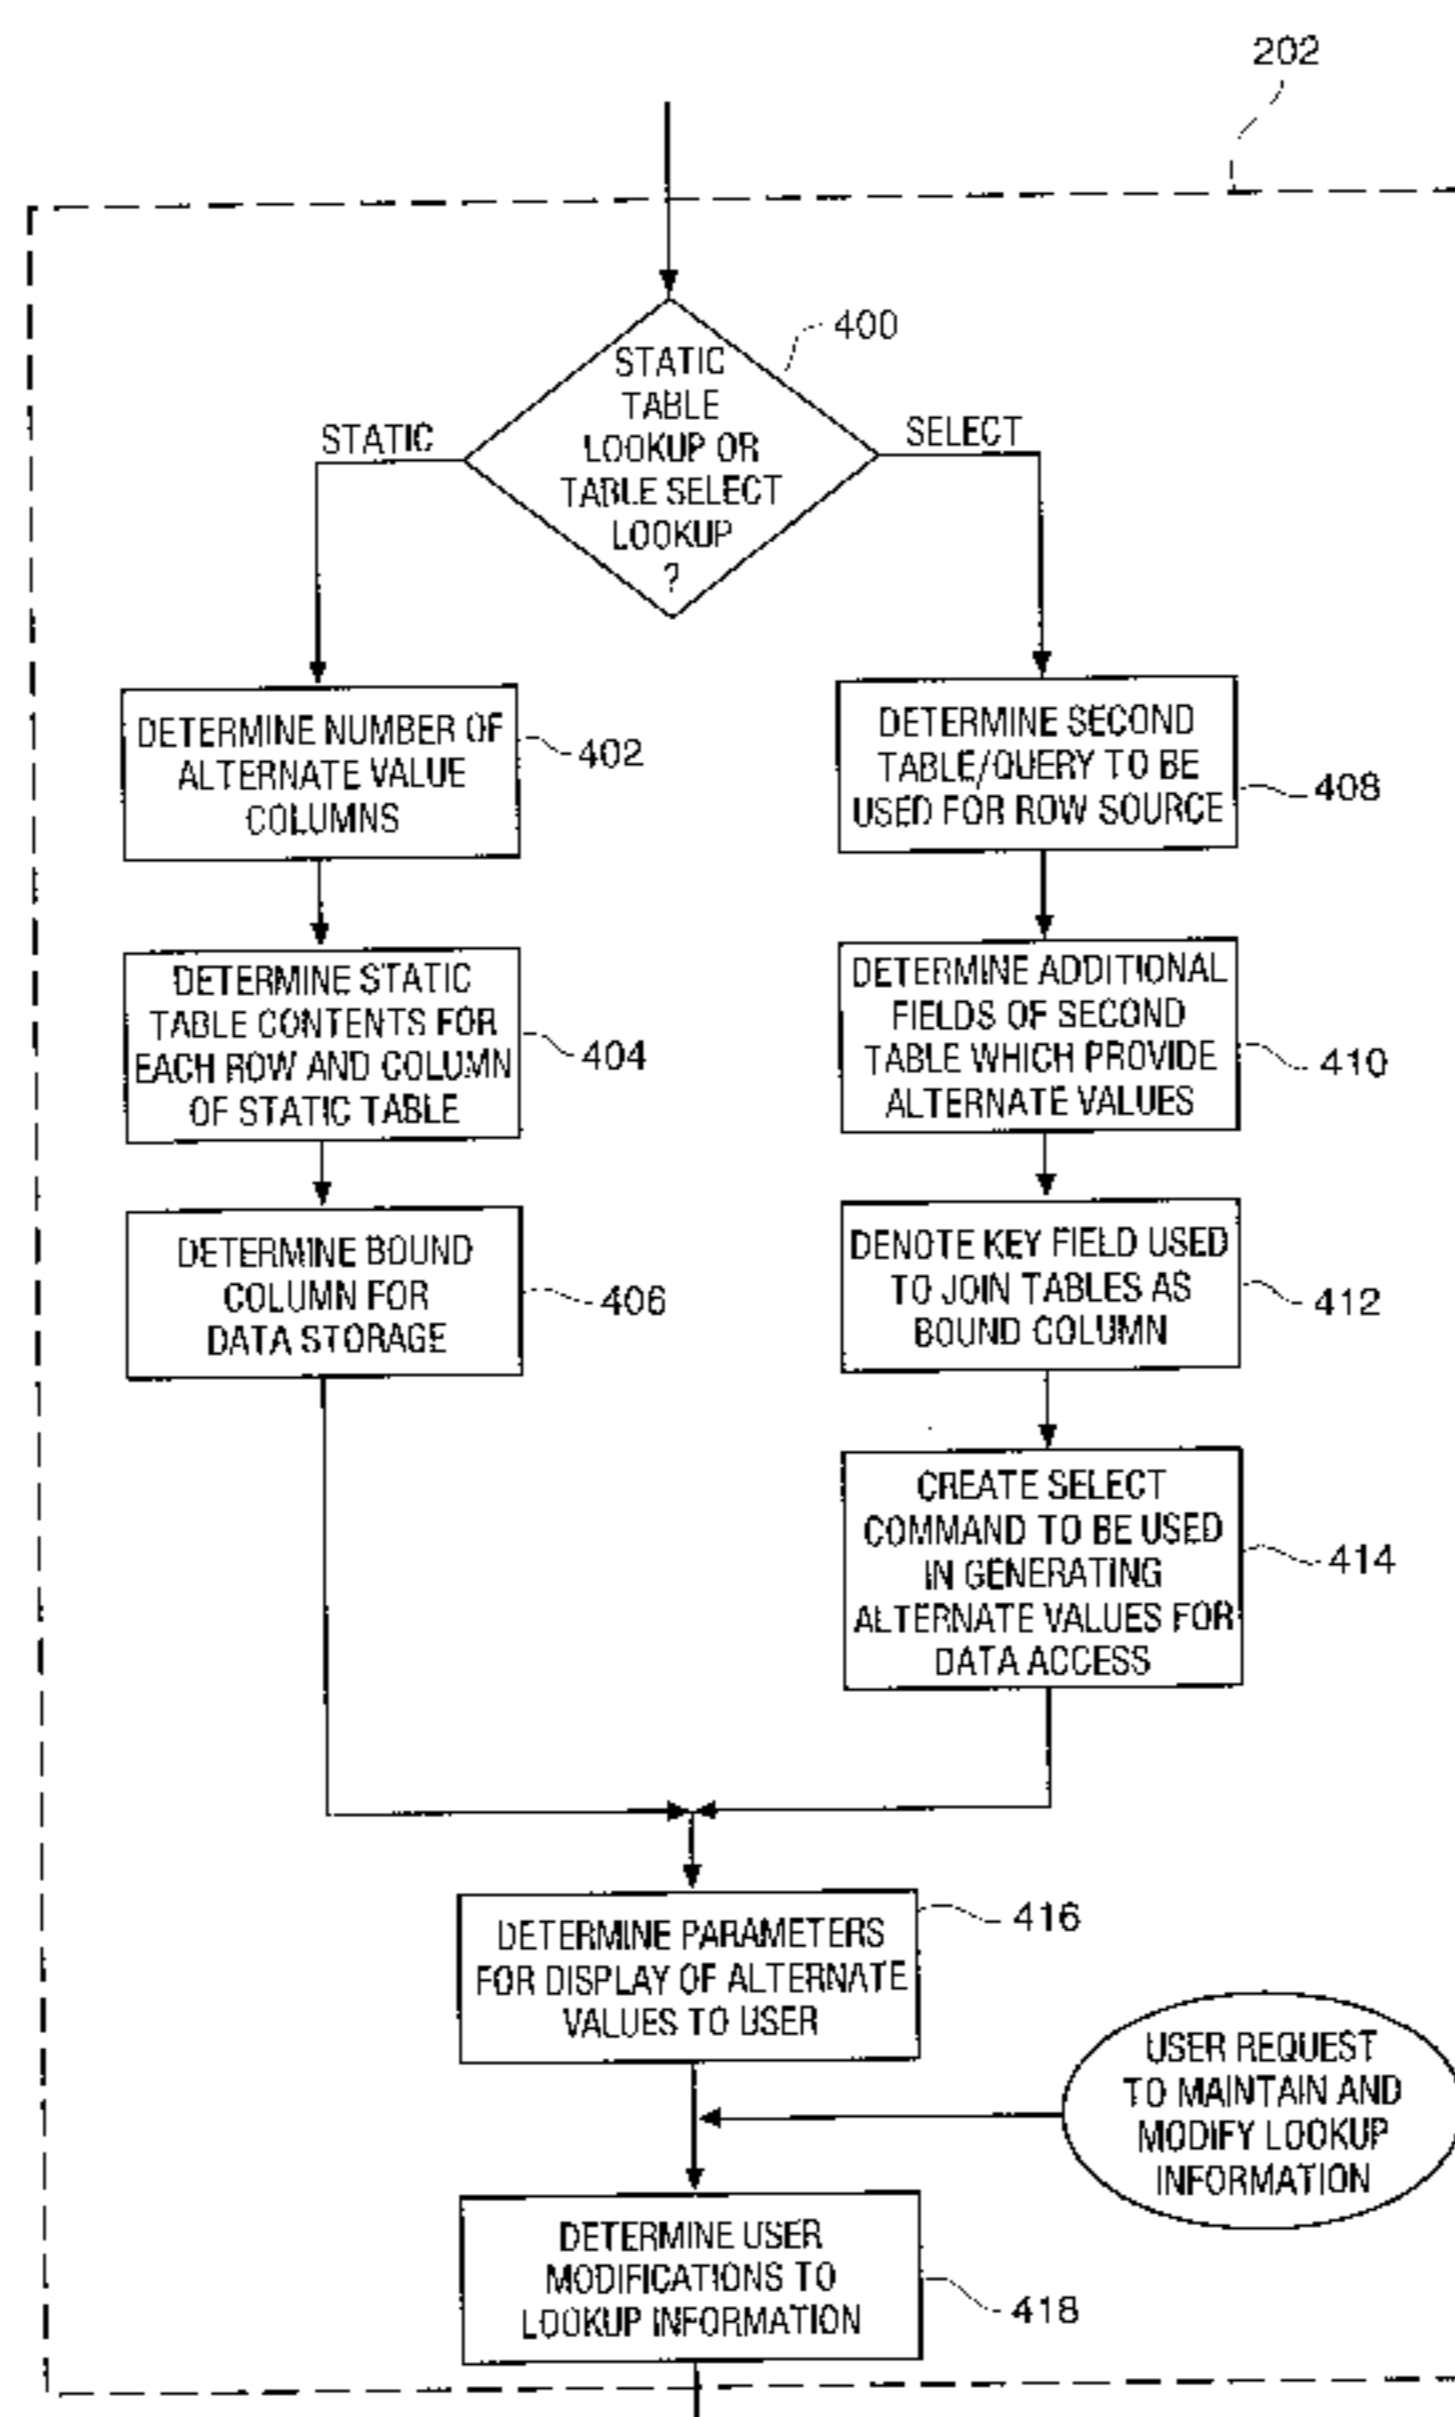 202
400
STATIC
TABLE
LOOKUP OR
TABLE SELECT
LOOKUP
?
STATIC
SELECT
DETERMINE NUMBER OF
ALTERNATE VALUE
COLUMNS
402
DETERMINE STATIC
TABLE CONTENTS FOR
EACH ROW AND COLUMN
OF STATIC TABLE
404
DETERMINE BOUND
COLUMN FOR
DATA STORAGE
406
DETERMINE SECOND
TABLE/QUERY TO BE
USED FOR ROW SOURCE
408
DETERMINE ADDITIONAL
FIELDS OF SECOND
TABLE WHICH PROVIDE
ALTERNATE VALUES
410
DENOTE KEY FIELD USED
TO JOIN TABLES AS
BOUND COLUMN
412
CREATE SELECT
COMMAND TO BE USED
IN GENERATING
ALTERNATE VALUES FOR
DATA ACCESS
414
DETERMINE PARAMETERS
FOR DISPLAY OF ALTERNATE
VALUES TO USER
416
USER REQUEST
TO MAINTAIN AND
MODIFY LOOKUP
INFORMATION
DETERMINE USER
MODIFICATIONS TO
LOOKUP INFORMATION
418